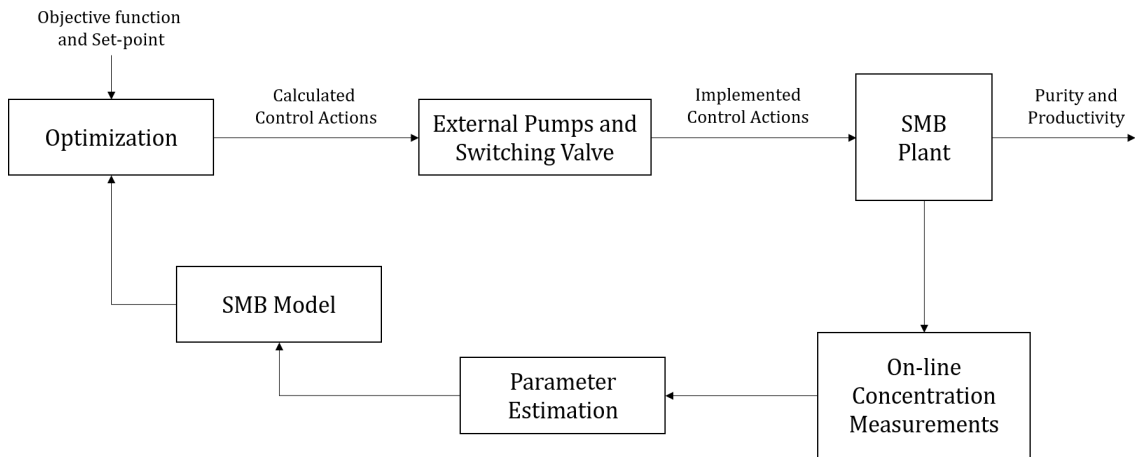 Objective function
and Set-point
Optimization
Calculated
Control Actions
External Pumps and
Switching Valve
Implemented
Control Actions
SMB
Plant
Purity and
Productivity
SMB Model
Parameter
Estimation
On-line
Concentration
Measurements